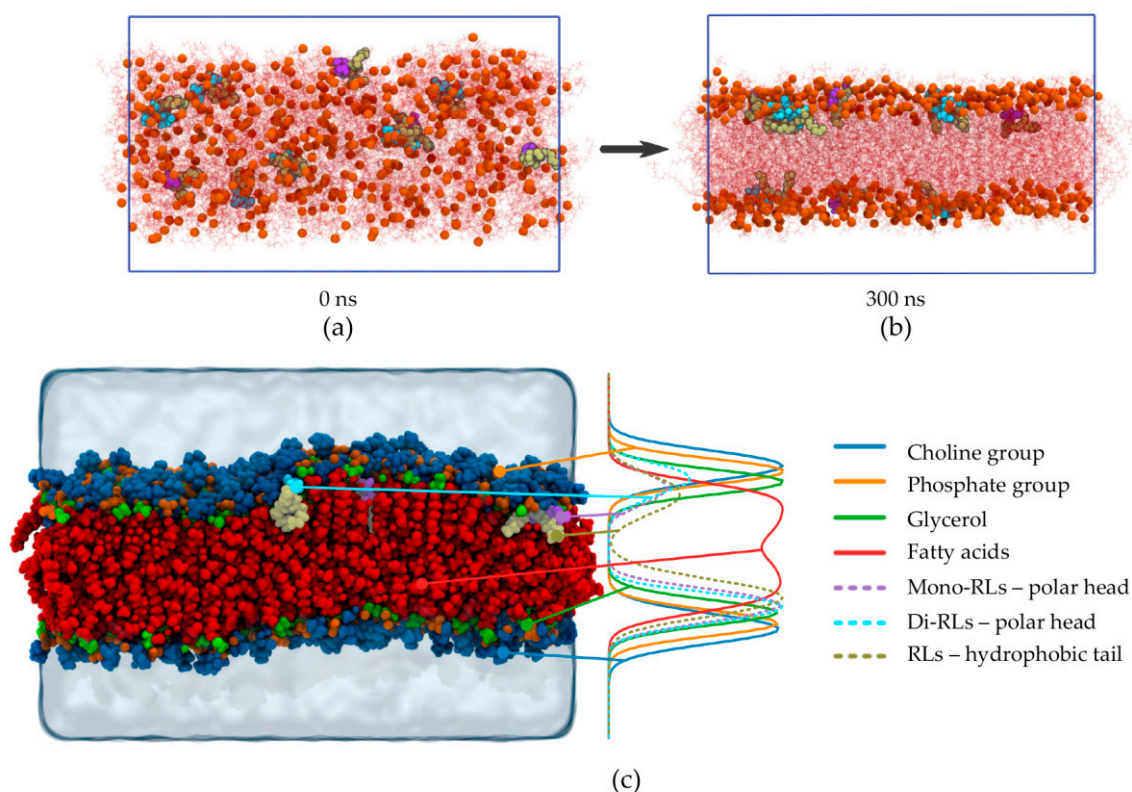 0 ns
300 ns
(a)
(b)
Choline group
Phosphate group
Glycerol
Fatty acids
Mono-RLs – polar head
Di-RLs – polar head
RLs – hydrophobic tail
(c)